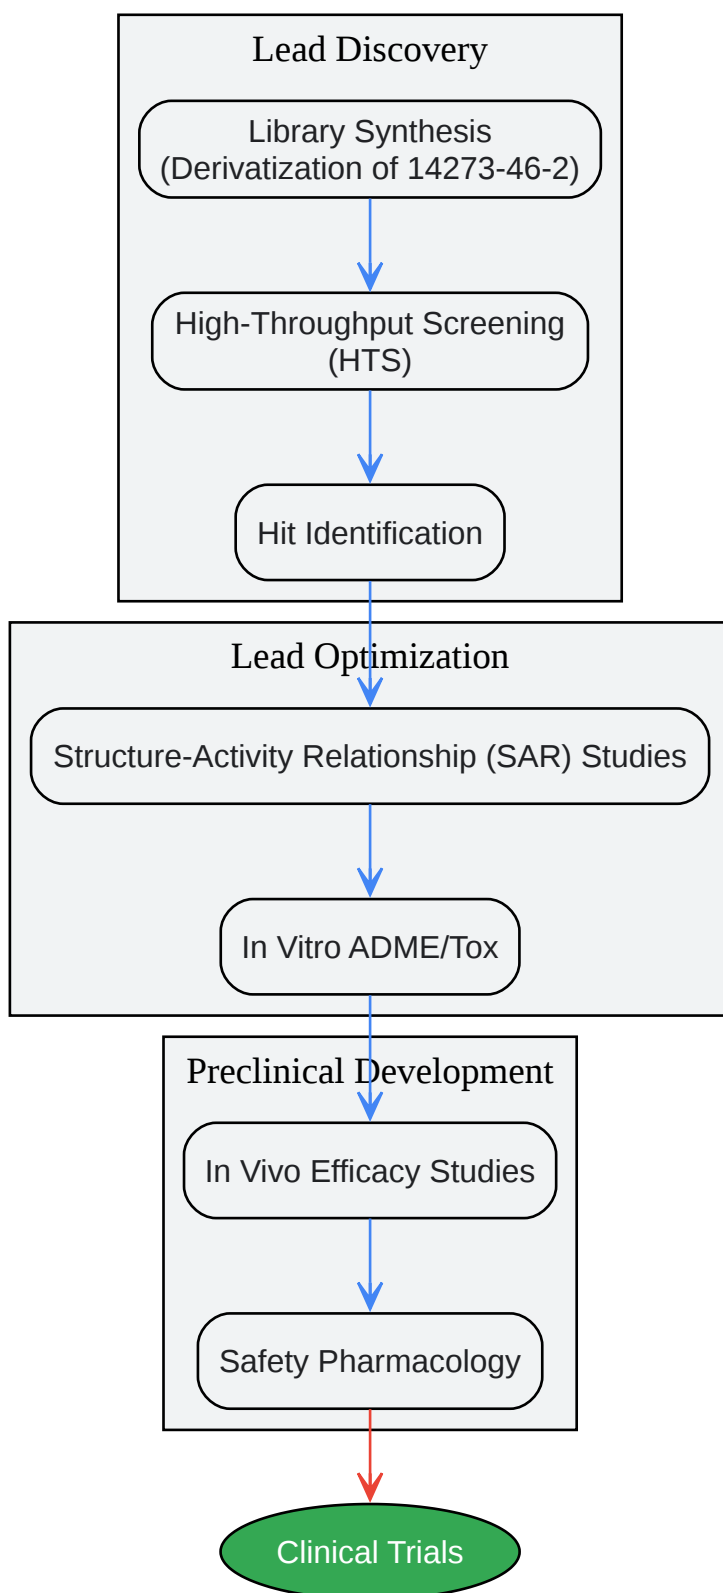 Lead Discovery
Library Synthesis
(Derivatization of 14273-46-2)
High-Throughput Screening
(HTS)
Hit Identification
Lead Optimization
Structure-Activity Relationship (SAR) Studies
In Vitro ADME/Tox
Preclinical Development
In Vivo Efficacy Studies
Safety Pharmacology
Clinical Trials